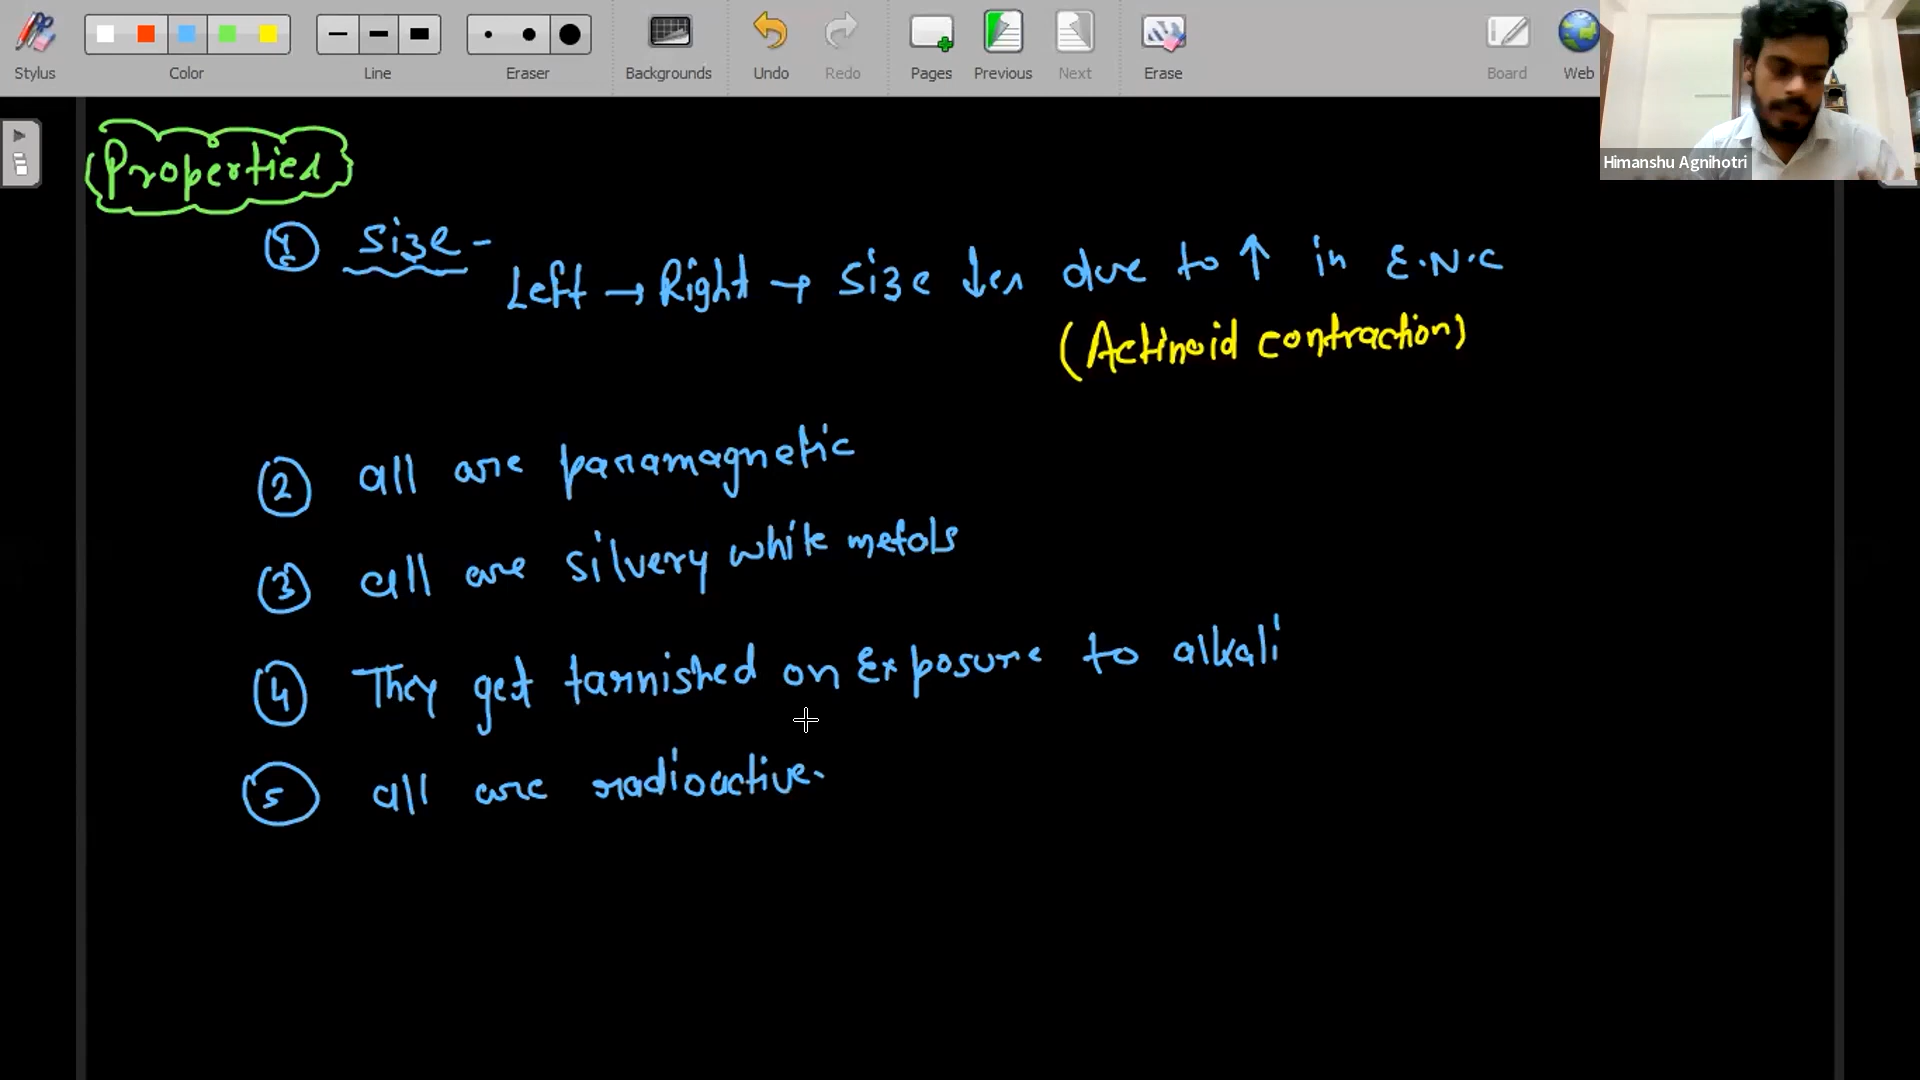 Stylus
Color
Line
Eraser
Backgrounds
Undo
Redo
Pages
Previous
Next
Erase
Board
Web
Himanshu Agnihotri
Properties
① Size -
Left → Right → Size ↓es due to ↑ in E.N.C
(Actinoid contraction)
② all are paramagnetic
③ all are silvery white metals
④ They get tarnished on Exposure to alkali
⑤ all are radioactive.